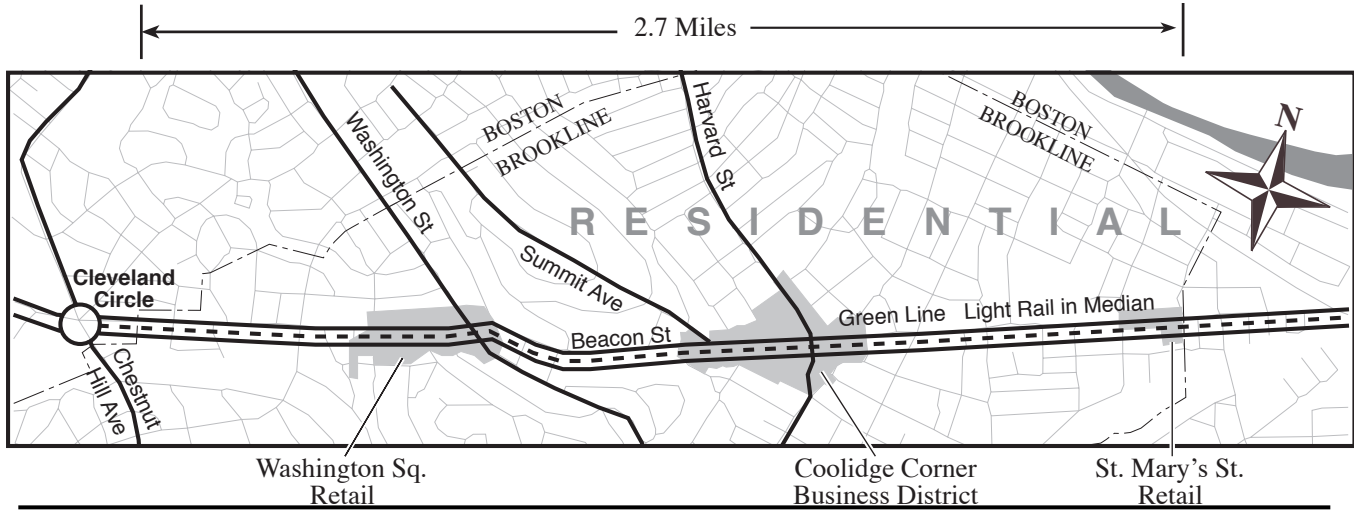 2.7 Miles
Washington St
BOSTON
BROOKLINE
Harvard St
BOSTON
BROOKLINE
N
RESIDENTIAL
Summit Ave
Cleveland
Circle
Beacon St
Green Line Light Rail in Median
Chestnut
Hill Ave
Washington Sq.
Retail
Coolidge Corner
Business District
St. Mary's St.
Retail